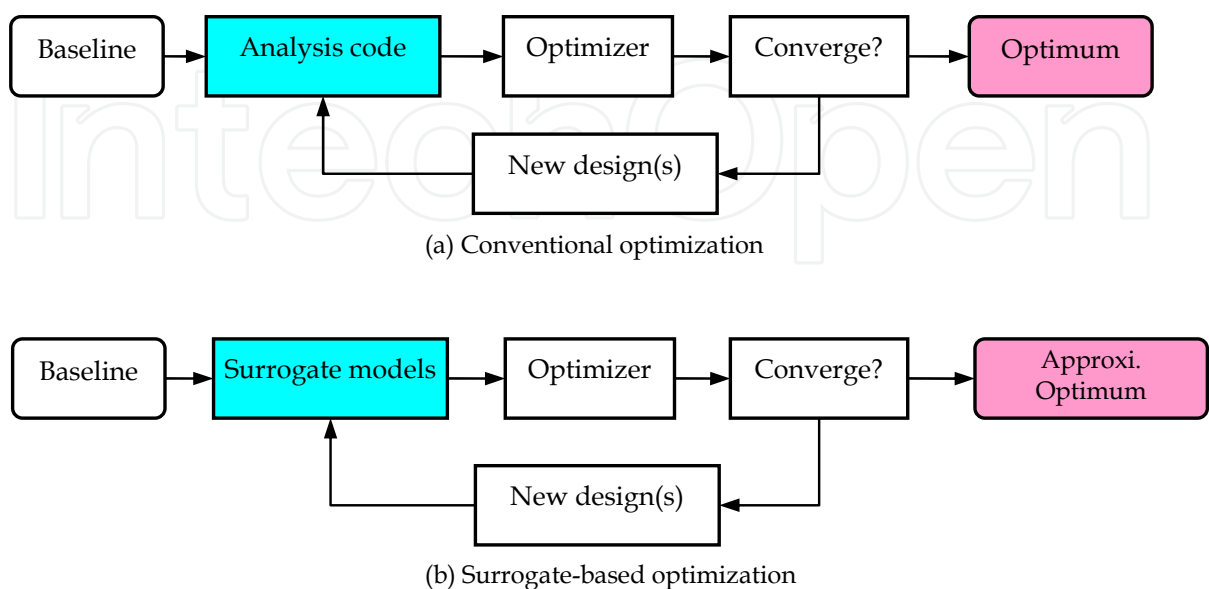 Baseline
Analysis code
Optimizer
Converge?
Optimum
IntechOpen
New design(s)
(a) Conventional optimization
Baseline
Surrogate models
Optimizer
Converge?
Approxi.
Optimum
New design(s)
(b) Surrogate-based optimization